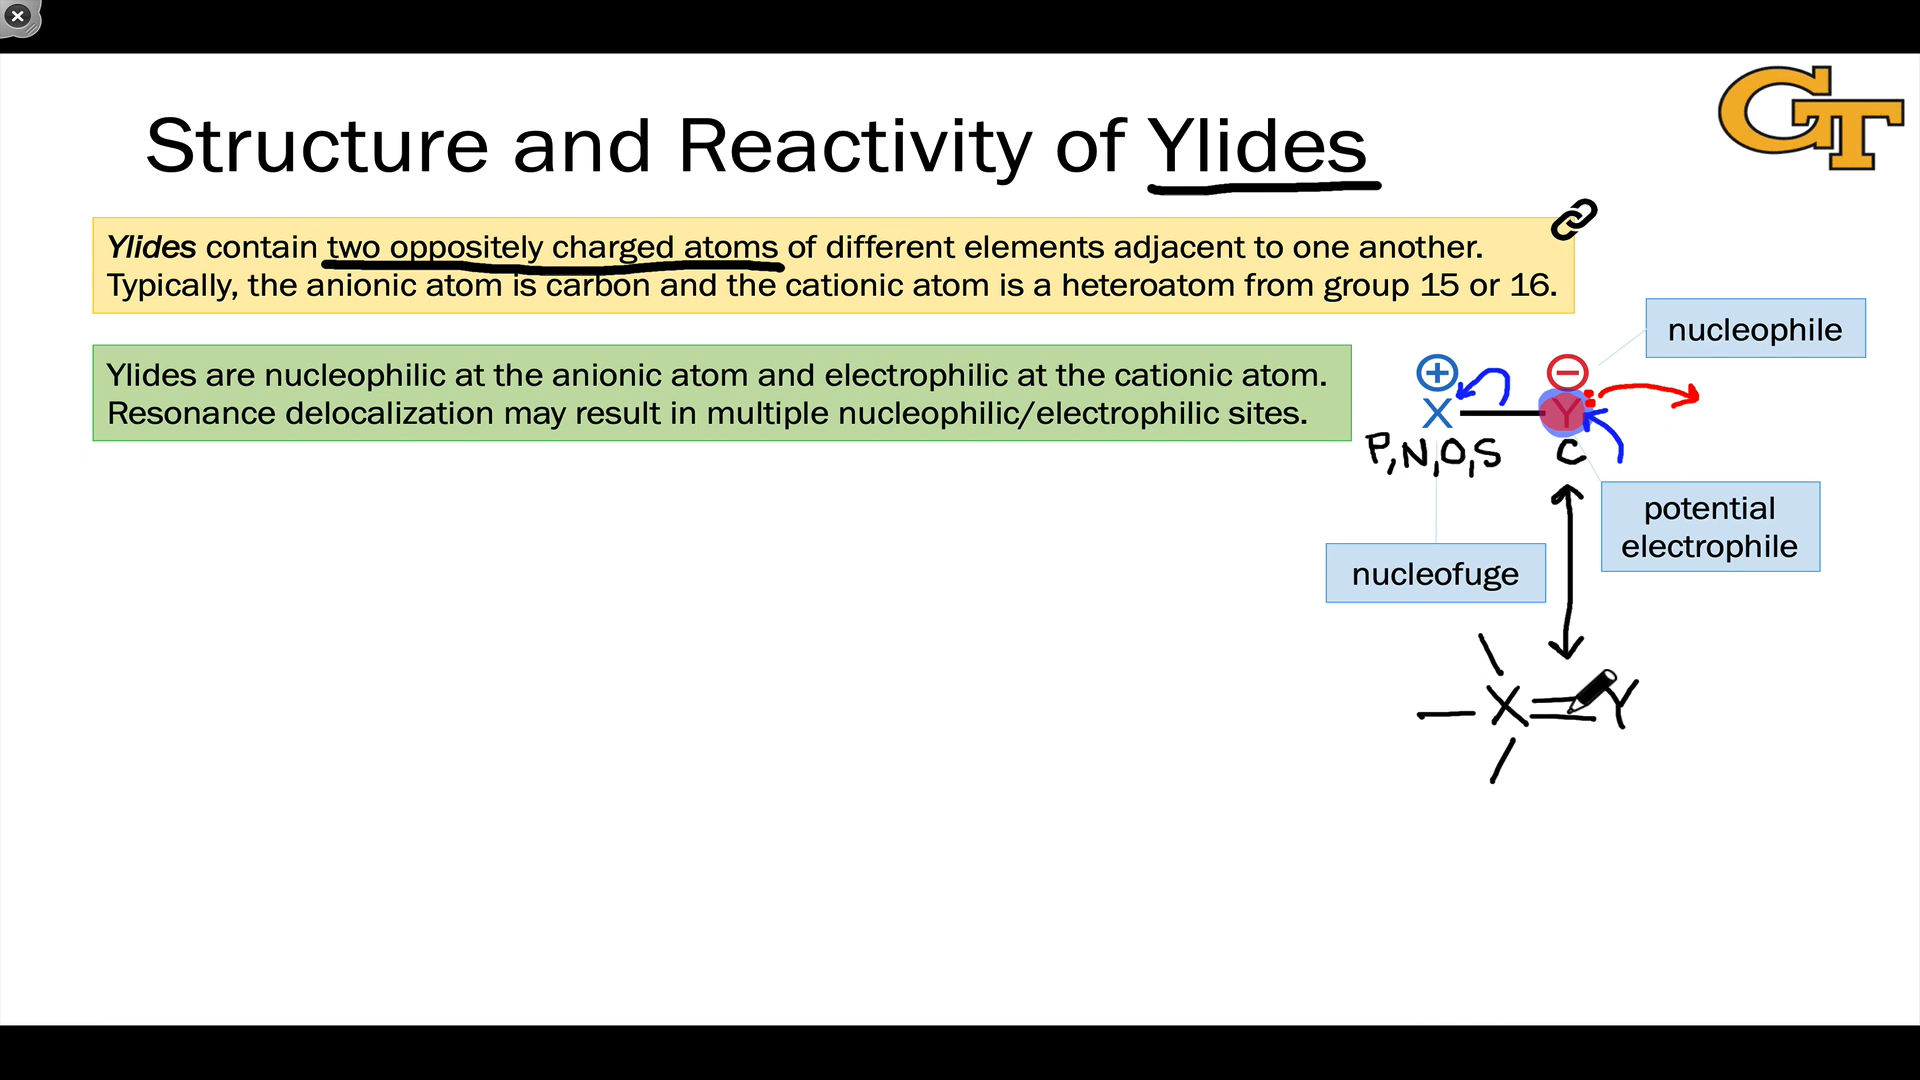 GT
Structure and Reactivity of Ylides
Ylides contain two oppositely charged atoms of different elements adjacent to one another.
Typically, the anionic atom is carbon and the cationic atom is a heteroatom from group 15 or 16.
nucleophile
Ylides are nucleophilic at the anionic atom and electrophilic at the cationic atom.
Resonance delocalization may result in multiple nucleophilic/electrophilic sites.
+ −
X Y
P, N, O, S C
potential
electrophile
nucleofuge
X=Y